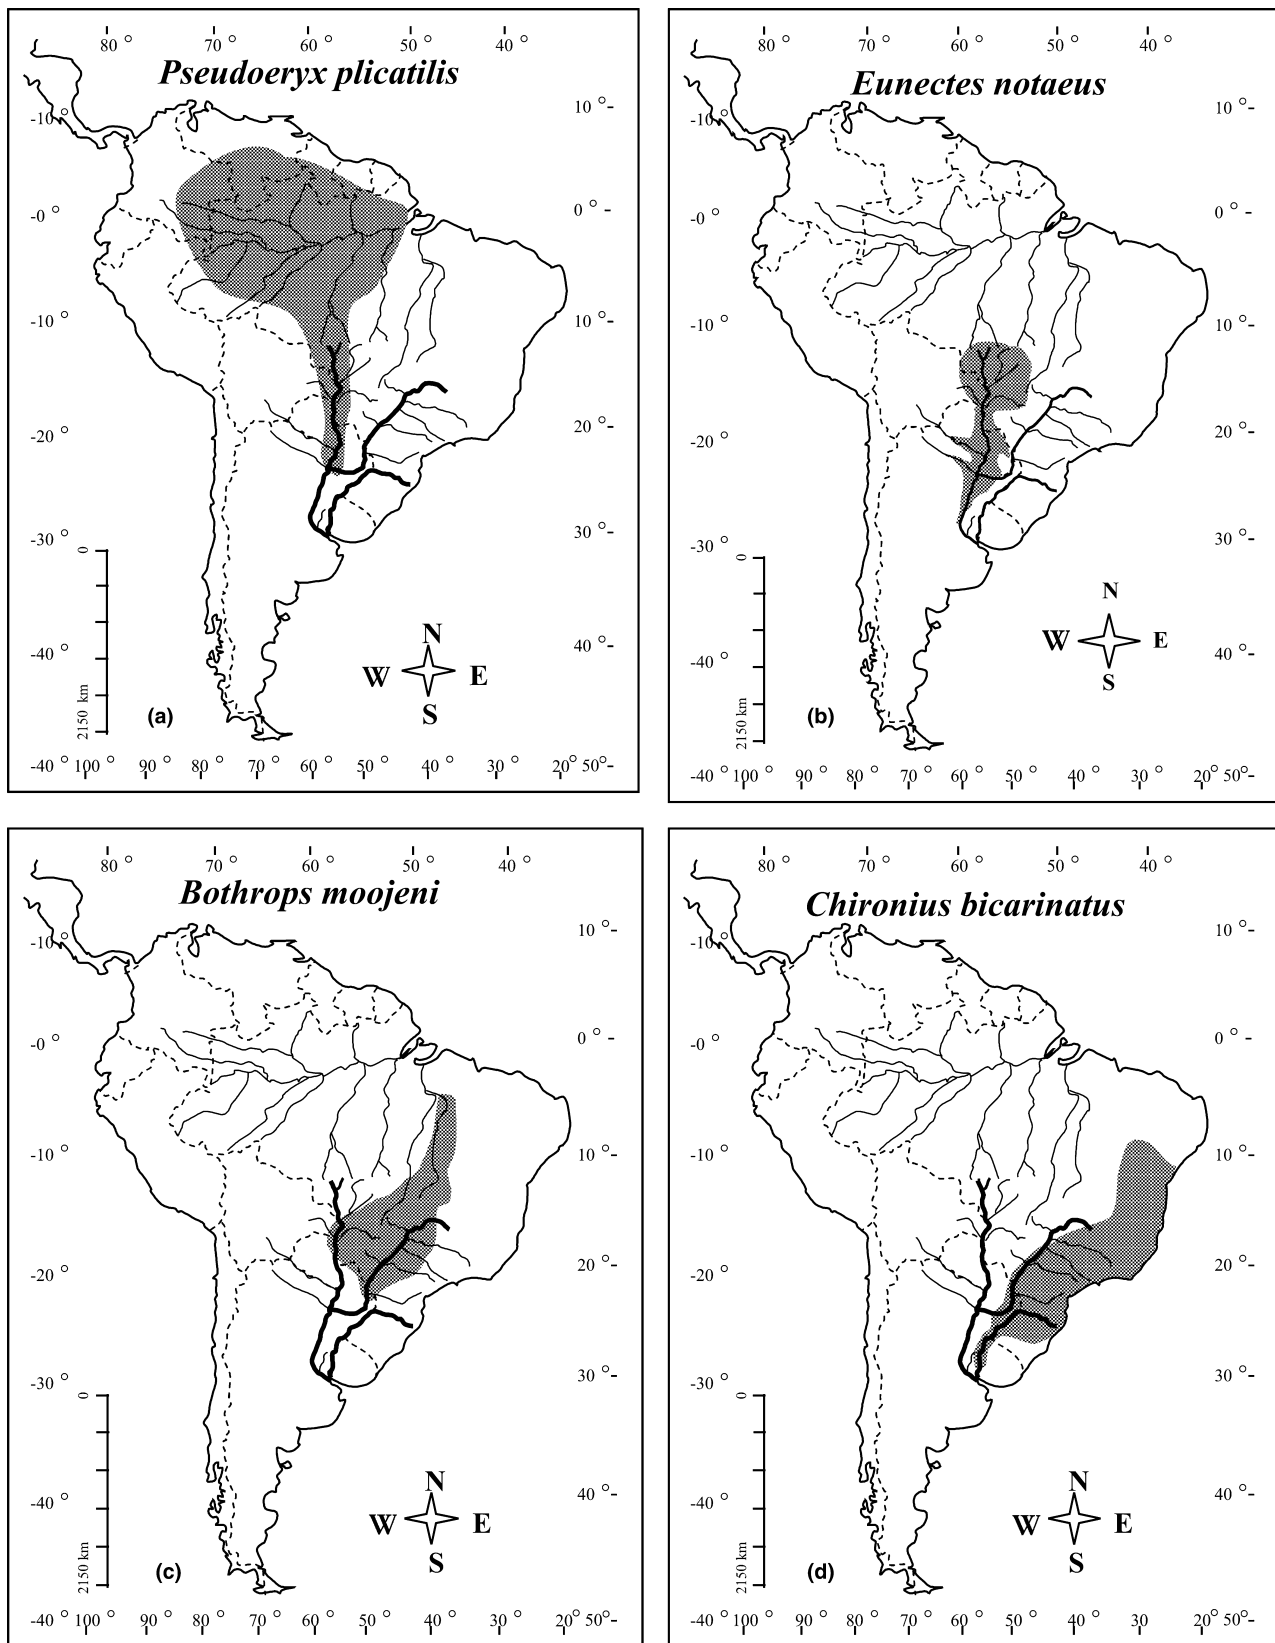 80 ° 70 ° 60 ° 50 ° 40 °
Pseudoeryx plicatilis
-10 ° 10 °-
-0 ° 0 °-
-10 ° 10 °-
-20 ° 20 °-
-30 ° 30 °-
0
N
-40 ° W E 40 °-
S
2150 km
(a)
-40 ° 100 ° 90 ° 80 ° 70 ° 60 ° 50 ° 40 ° 30 ° 20 ° 50°-
80 ° 70 ° 60 ° 50 ° 40 °
Eunectes notaeus
-10 ° 10 °-
-0 ° 0 °-
-10 ° 10 °-
-20 ° 20 °-
-30 ° 30 °-
0
N
W E
-40 ° 40 °-
S
2150 km
(b)
-40 ° 100 ° 90 ° 80 ° 70 ° 60 ° 50 ° 40 ° 30 ° 20 ° 50°-
80 ° 70 ° 60 ° 50 ° 40 °
Bothrops moojeni
-10 ° 10 °-
-0 ° 0 °-
-10 ° 10 °-
-20 ° 20 °-
-30 ° 30 °-
0
N
-40 ° 40 °-
W E
S
2150 km
(c)
-40 ° 100 ° 90 ° 80 ° 70 ° 60 ° 50 ° 40 ° 30 ° 20 ° 50°-
80 ° 70 ° 60 ° 50 ° 40 °
Chironius bicarinatus
-10 ° 10 °-
-0 ° 0 °-
-10 ° 10 °-
-20 ° 20 °-
-30 ° 30 °-
0
N
-40 ° 40 °-
W E
S
2150 km
(d)
-40 ° 100 ° 90 ° 80 ° 70 ° 60 ° 50 ° 40 ° 30 ° 20 ° 50°-